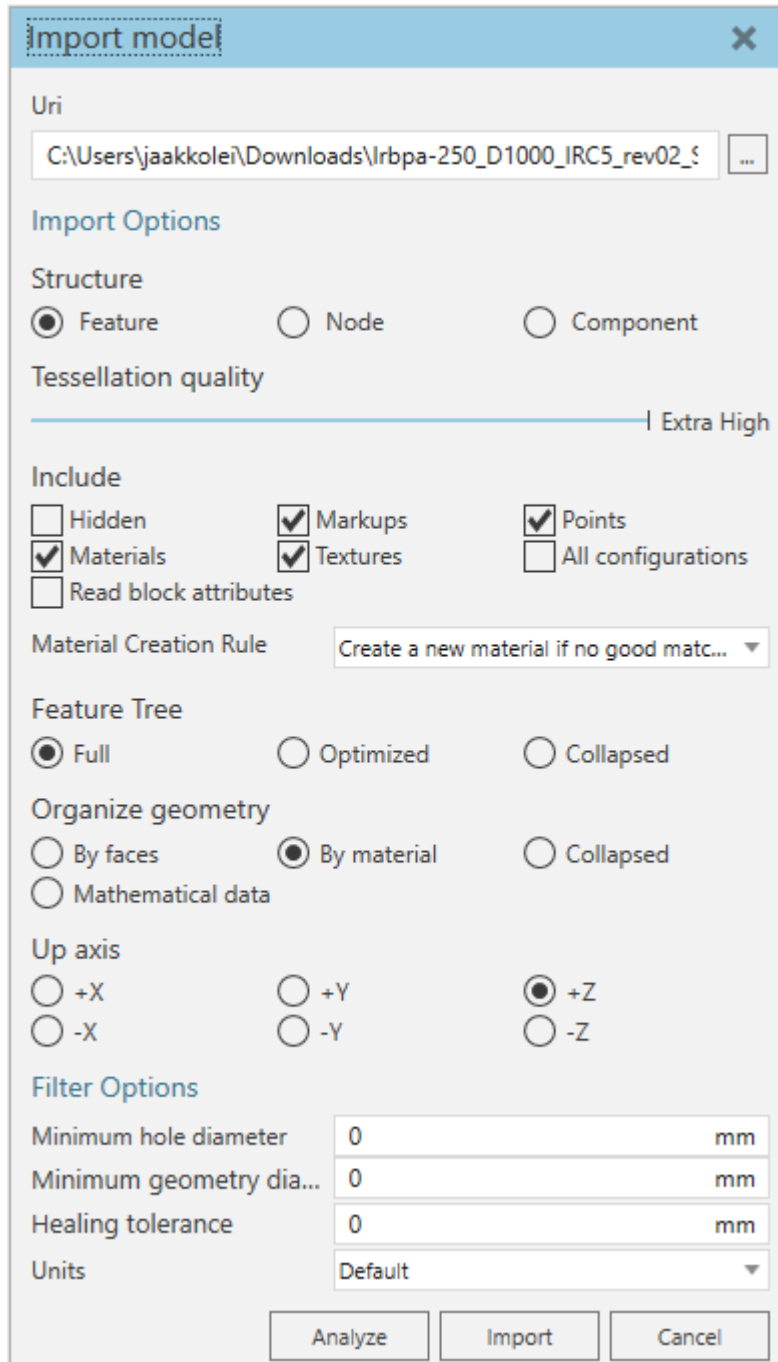 Import model
Uri
C:\Users\jaakkolei\Downloads\Irbpa-250_D1000_IRC5_rev02_S
...
Import Options
Structure
Feature Node Component
Tessellation quality
Extra High
Include
Hidden Markups Points
Materials Textures All configurations
Read block attributes
Material Creation Rule Create a new material if no good matc...
Feature Tree
Full Optimized Collapsed
Organize geometry
By faces By material Collapsed
Mathematical data
Up axis
+X +Y +Z
-X -Y -Z
Filter Options
Minimum hole diameter 0 mm
Minimum geometry dia... 0 mm
Healing tolerance 0 mm
Units Default
Analyze Import Cancel